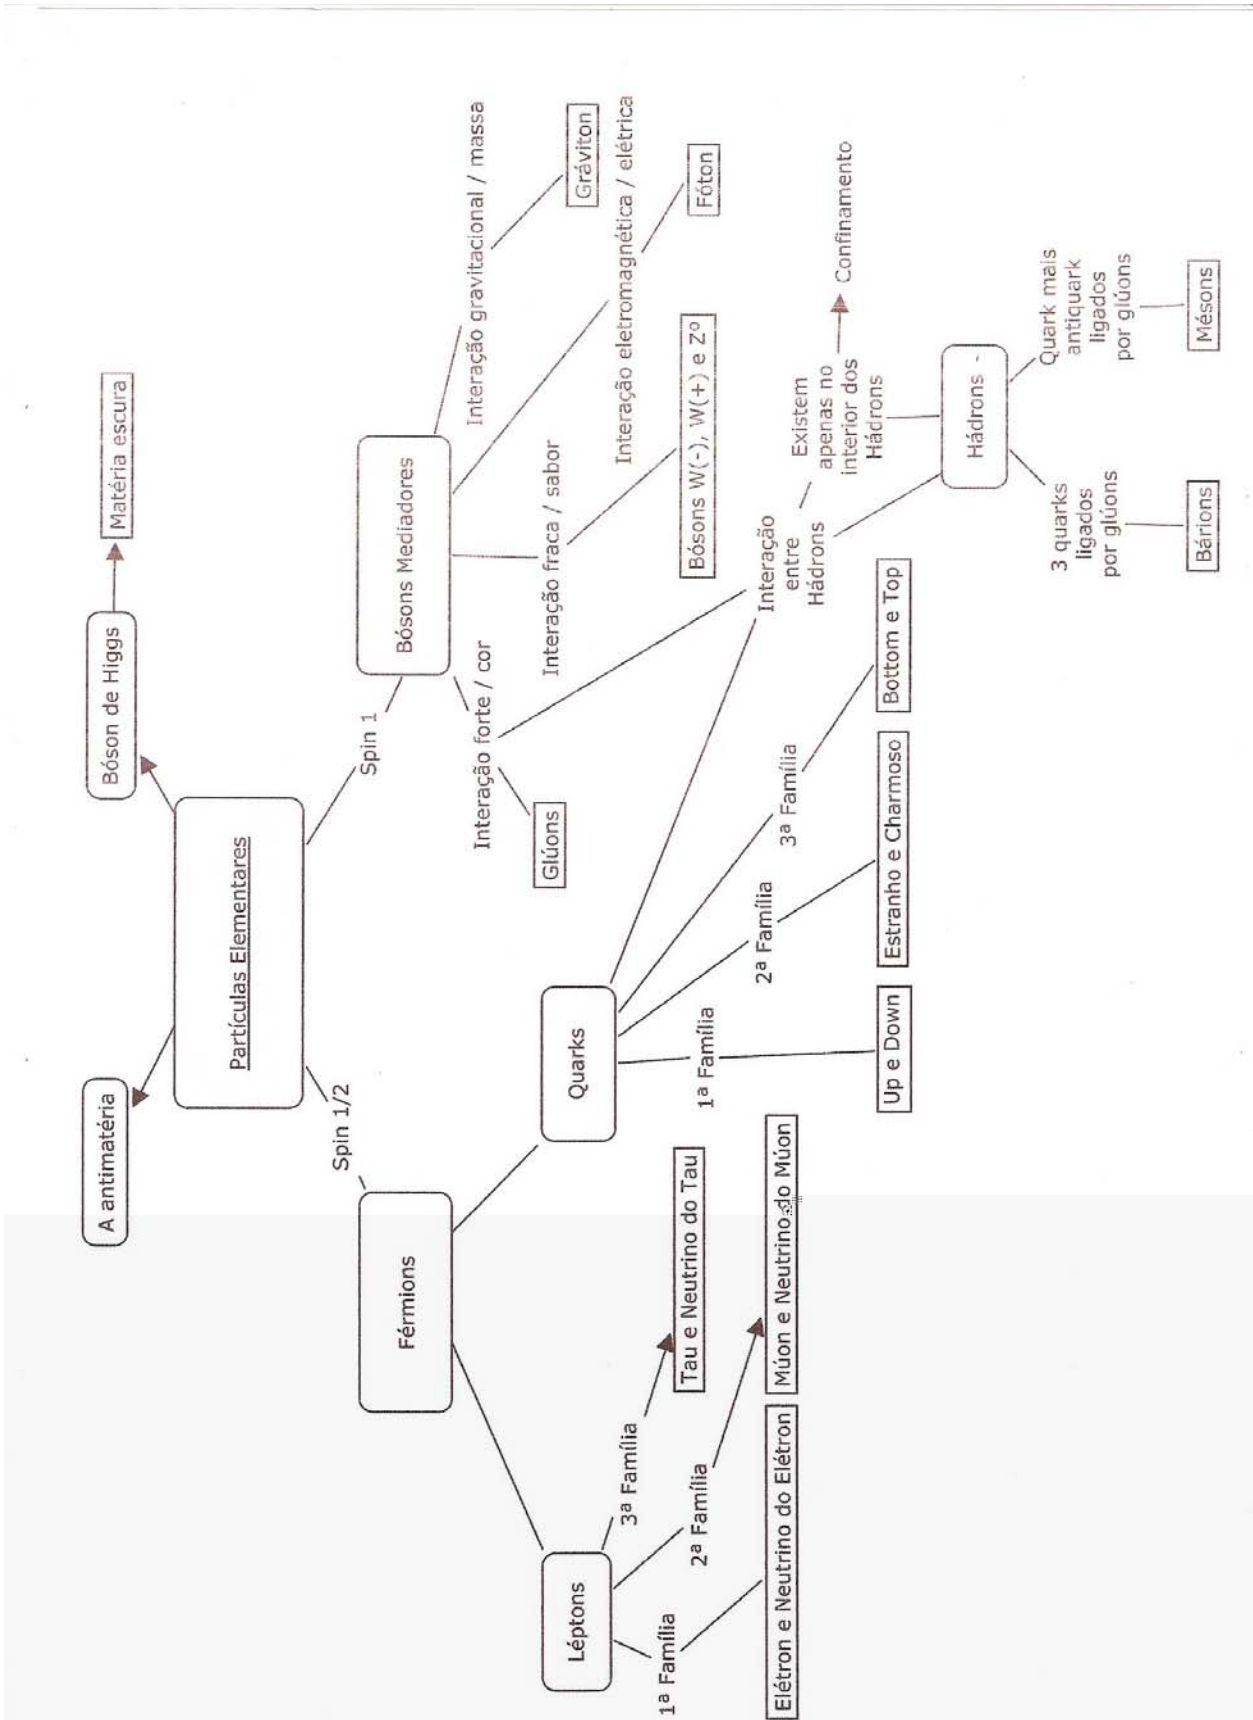 A antimatéria
Bóson de Higgs
Matéria escura
Partículas Elementares
Spin 1/2
Spin 1
Férmions
Bósons Mediadores
Léptons
Quarks
1ª Família
Elétron e Neutrino do Elétron
2ª Família
Múon e Neutrino do Múon
3ª Família
Tau e Neutrino do Tau
1ª Família
Up e Down
2ª Família
Estranho e Charmoso
3ª Família
Bottom e Top
Interação forte / cor
Glúons
Interação fraca / sabor
Bósons W(-), W(+) e Zº
Interação eletromagnética / elétrica
Fóton
Interação gravitacional / massa
Gráviton
Interação
entre
Hádrons
Existem
apenas no
interior dos
Hádrons
Confinamento
Hádrons -
3 quarks
ligados
por glúons
Bárions
Quark mais
antiquark
ligados
por glúons
Mésons